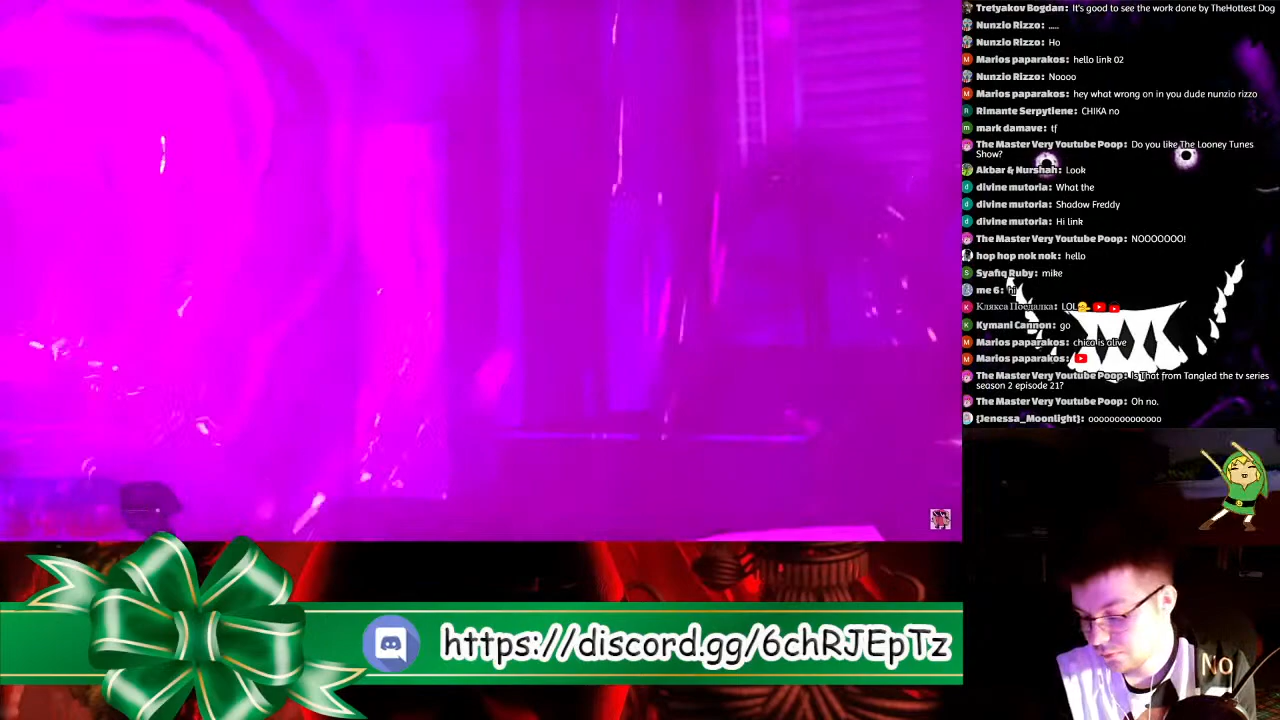 Tretyakov Bogdan: It's good to see the work done by TheHottest Dog
Nunzio Rizzo: .....
Nunzio Rizzo: Ho
Marios paparakos: hello link 02
Nunzio Rizzo: Noooo
Marios paparakos: hey what wrong on in you dude nunzio rizzo
Rimante Serpytiene: CHIKA no
mark damave: tf
The Master Very Youtube Poop: Do you like The Looney Tunes
Show?
Akbar & Nurshah: Look
divine mutoria: What the
divine mutoria: Shadow Freddy
divine mutoria: Hi link
The Master Very Youtube Poop: NOOOOOOO!
hop hop nok nok: hello
Syafiq Ruby: mike
me 6: hi
Клякса Поедалка: LOL
Kymani Cannon: go
Marios paparakos: chica is alive
Marios paparakos:
The Master Very Youtube Poop: Is That from Tangled the tv series
season 2 episode 21?
The Master Very Youtube Poop: Oh no.
{Jenessa_Moonlight}: ooooooooooooo
https://discord.gg/6chRJEpTz
No